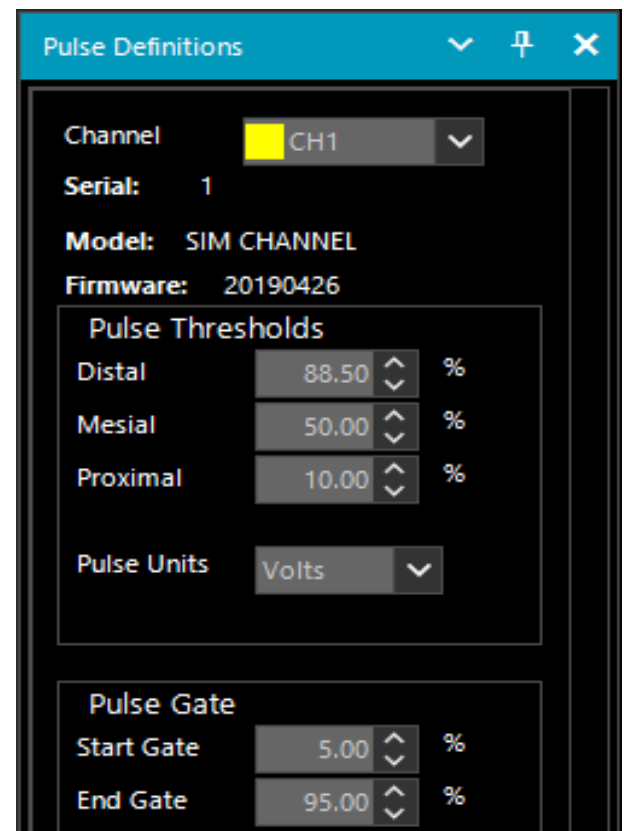 Pulse Definitions
Channel CH1
Serial: 1
Model: SIM CHANNEL
Firmware: 20190426
Pulse Thresholds
Distal 88.50 %
Mesial 50.00 %
Proximal 10.00 %
Pulse Units Volts
Pulse Gate
Start Gate 5.00 %
End Gate 95.00 %